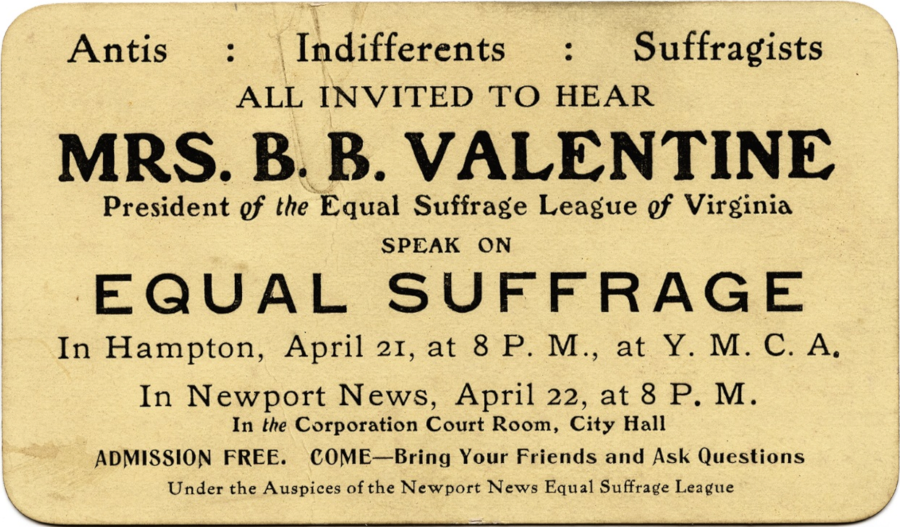 Antis : Indifferents : Suffragists
ALL INVITED TO HEAR
MRS. B. B. VALENTINE
President of the Equal Suffrage League of Virginia
SPEAK ON
EQUAL SUFFRAGE
In Hampton, April 21, at 8 P. M., at Y. M. C. A.
In Newport News, April 22, at 8 P. M.
In the Corporation Court Room, City Hall
ADMISSION FREE. COME—Bring Your Friends and Ask Questions
Under the Auspices of the Newport News Equal Suffrage League